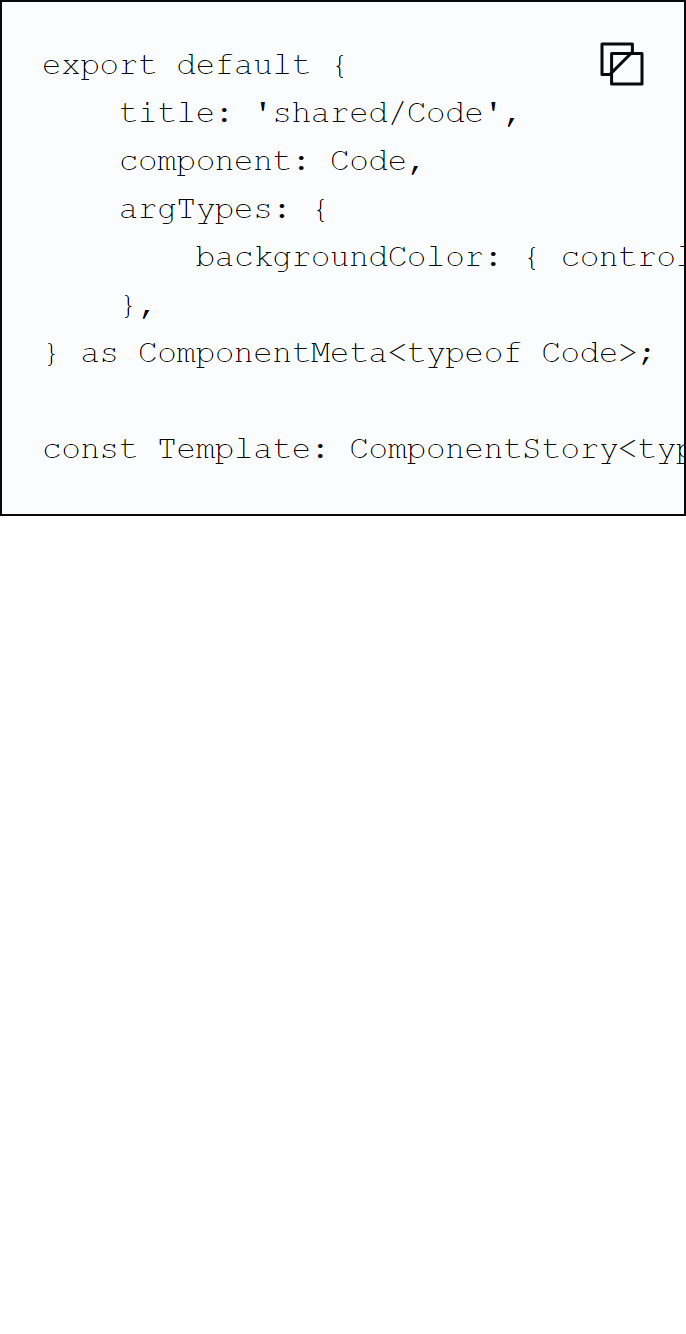 export default {
    title: 'shared/Code',
    component: Code,
    argTypes: {
        backgroundColor: { control
    },
} as ComponentMeta<typeof Code>;

const Template: ComponentStory<typ